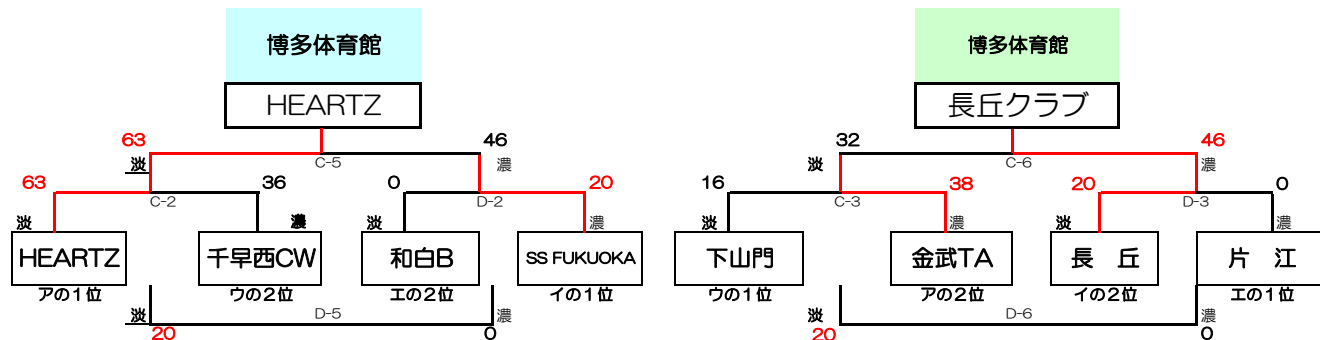 博多体育館
HEARTZ
63
46
淡
C-5
濃
63
36
0
20
C-2
D-2
淡
濃
淡
濃
HEARTZ
千早西CW
和白B
SS FUKUOKA
アの1位
ウの2位
エの2位
イの1位
淡
D-5
濃
20
0
博多体育館
長丘クラブ
32
46
淡
C-6
濃
16
38
20
0
C-3
D-3
淡
濃
淡
濃
下山門
金武TA
長 丘
片 江
ウの1位
アの2位
イの2位
エの1位
淡
D-6
濃
20
0